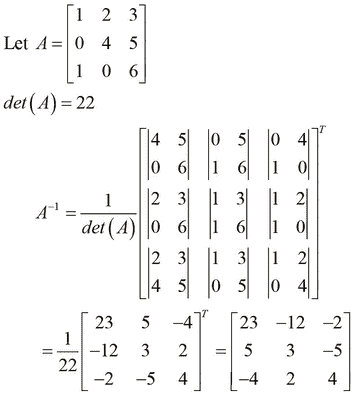 Let A = [1 2 3
0 4 5
1 0 6]
det(A) = 22
A⁻¹ = 1/det(A) [|4 5; 0 6| |0 5; 1 6| |0 4; 1 0|
|2 3; 0 6| |1 3; 1 6| |1 2; 1 0|
|2 3; 4 5| |1 3; 0 5| |1 2; 0 4|]ᵀ
= 1/22 [23 5 -4; -12 3 2; -2 -5 4]ᵀ = [23 -12 -2; 5 3 -5; -4 2 4]